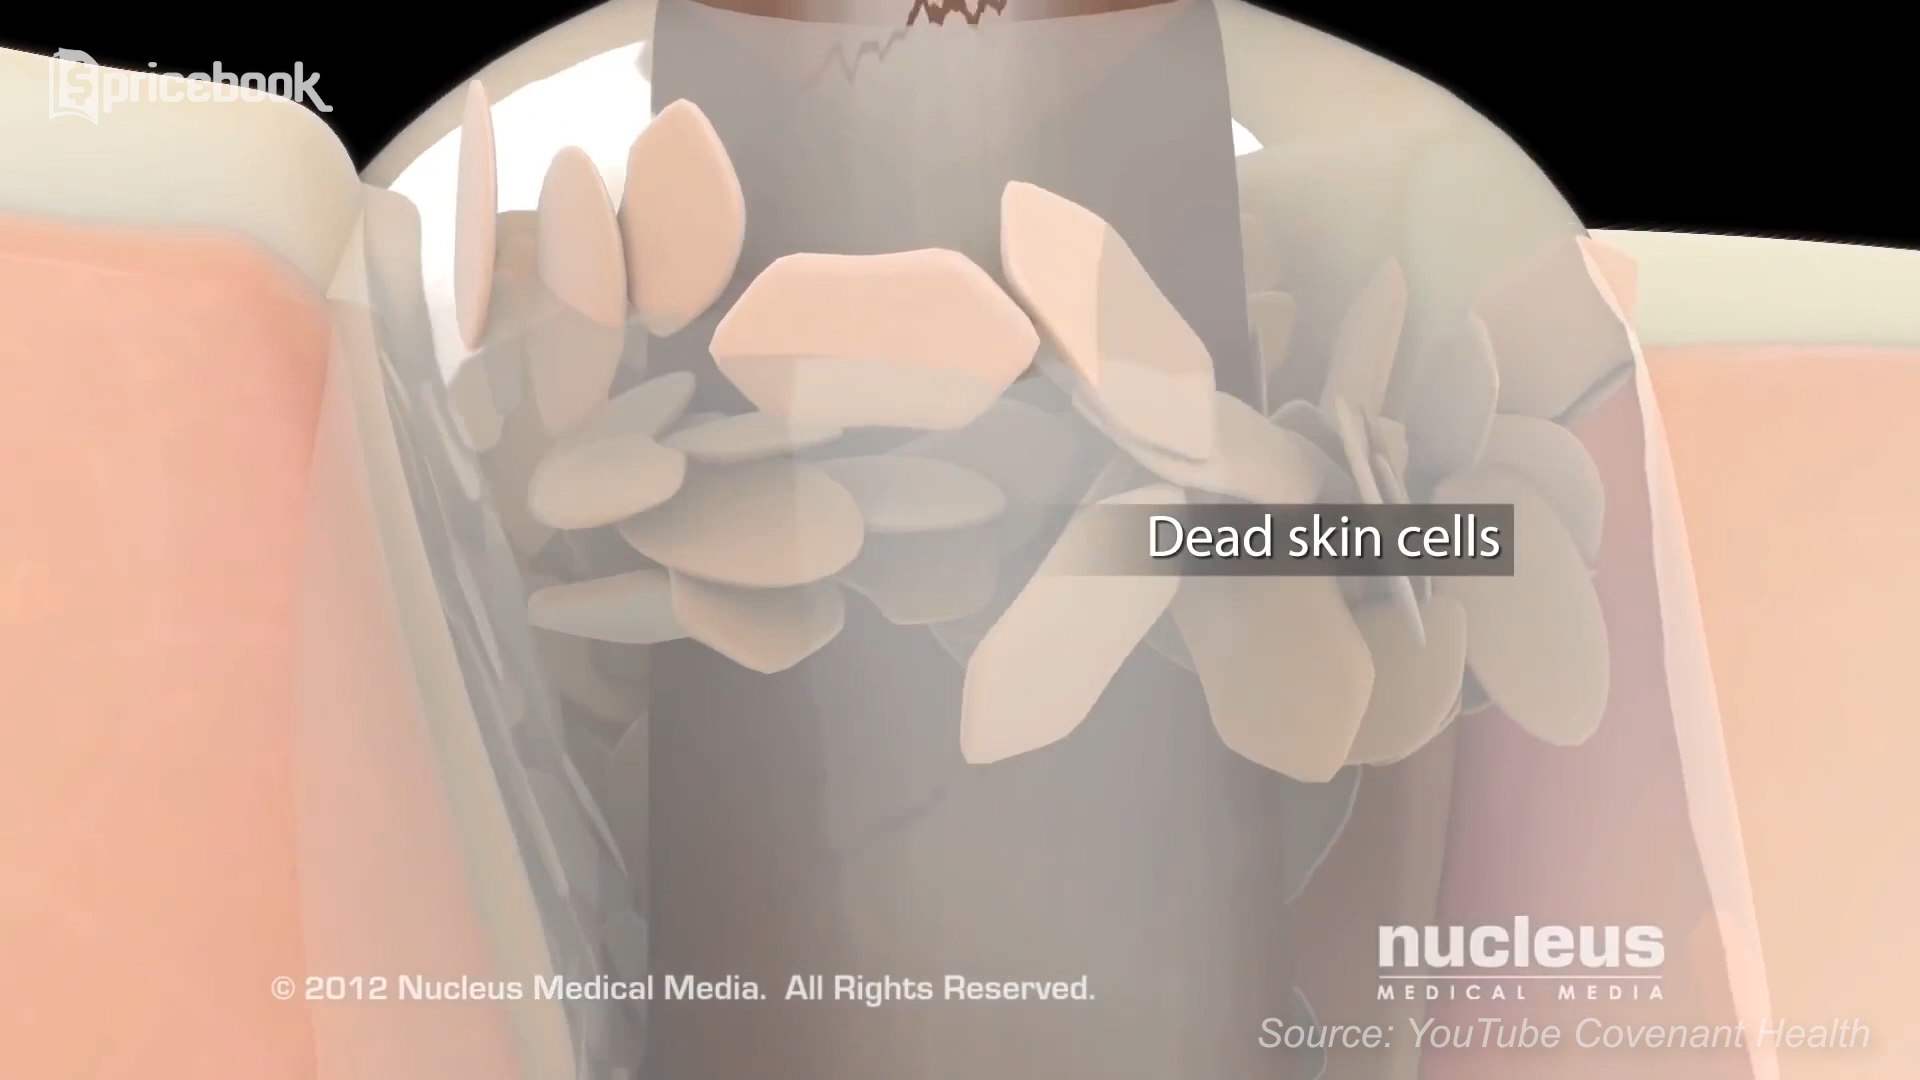 pricebook
Dead skin cells
nucleus
MEDICAL MEDIA
© 2012 Nucleus Medical Media. All Rights Reserved.
Source: YouTube Covenant Health